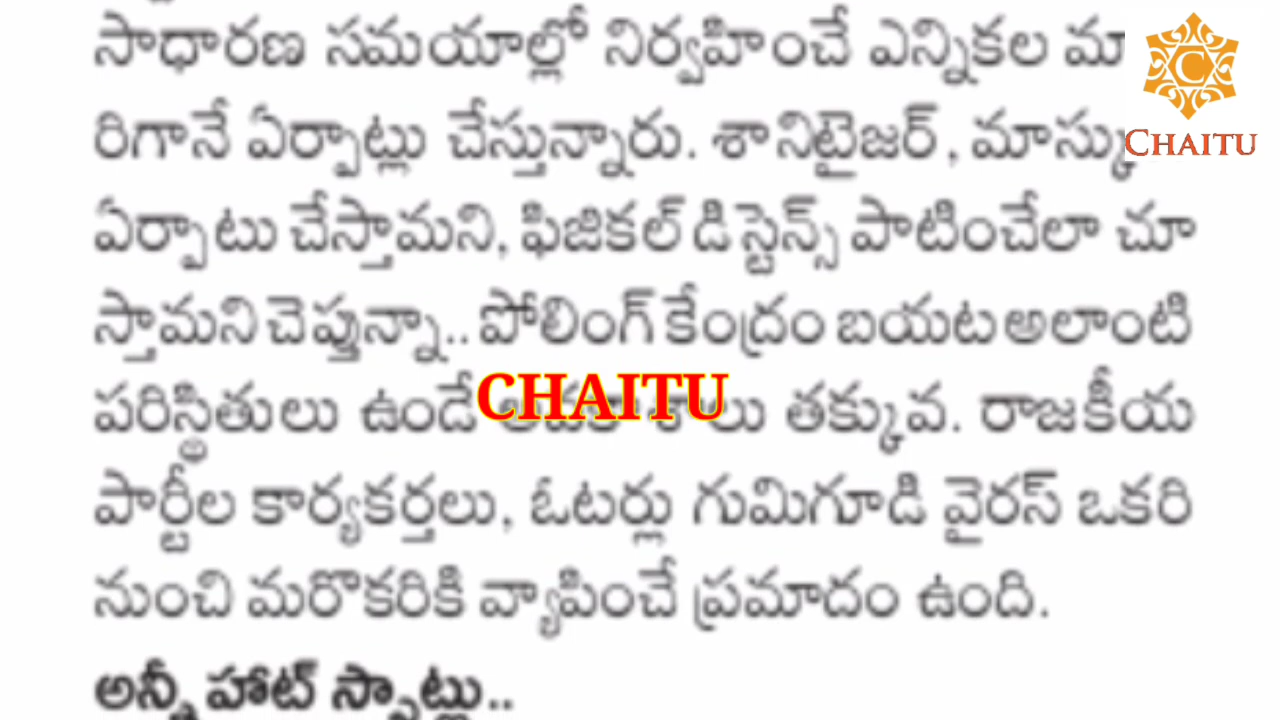 సాధారణ సమయాల్లో నిర్వహించే ఎన్నికల మా
రిగానే ఏర్పాట్లు చేస్తున్నారు. శానిటైజర్, మాస్కు
ఏర్పాటు చేస్తామని, ఫిజికల్ డిస్టెన్స్ పాటించేలా చూ
స్తామని చెప్తున్నా.. పోలింగ్ కేంద్రం బయట అలాంటి
పరిస్థితులు ఉండే తక్కువ. రాజకీయ
పార్టీల కార్యకర్తలు, ఓటర్లు గుమిగూడి వైరస్ ఒకరి
నుంచి మరొకరికి వ్యాపించే ప్రమాదం ఉంది.
అన్నీ హాట్ స్పాట్లు..
CHAITU
C
CHAITU